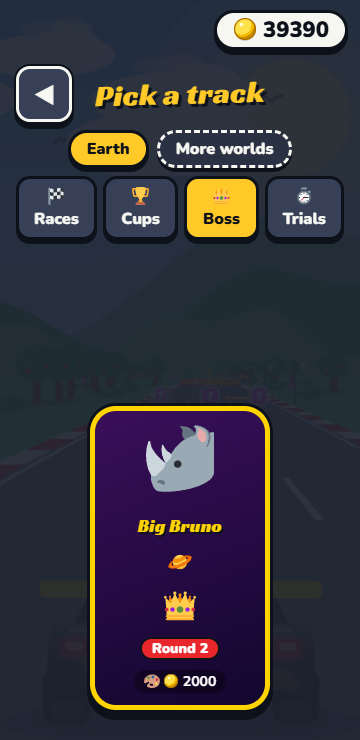 39390
Pick a track
Earth
More worlds
Races
Cups
Boss
Trials
Big Bruno
Round 2
2000